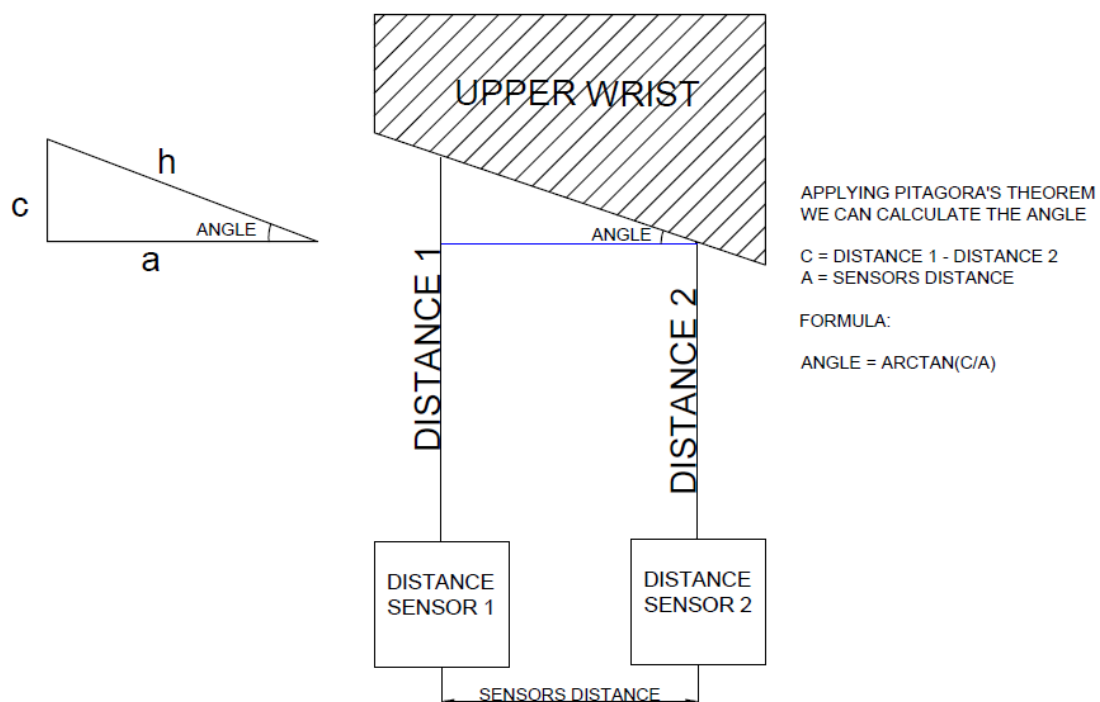 UPPER WRIST
h
c
ANGLE
a
ANGLE
DISTANCE 1
DISTANCE 2
APPLYING PITAGORA'S THEOREM
WE CAN CALCULATE THE ANGLE
C = DISTANCE 1 - DISTANCE 2
A = SENSORS DISTANCE
FORMULA:
ANGLE = ARCTAN(C/A)
DISTANCE
SENSOR 1
DISTANCE
SENSOR 2
SENSORS DISTANCE